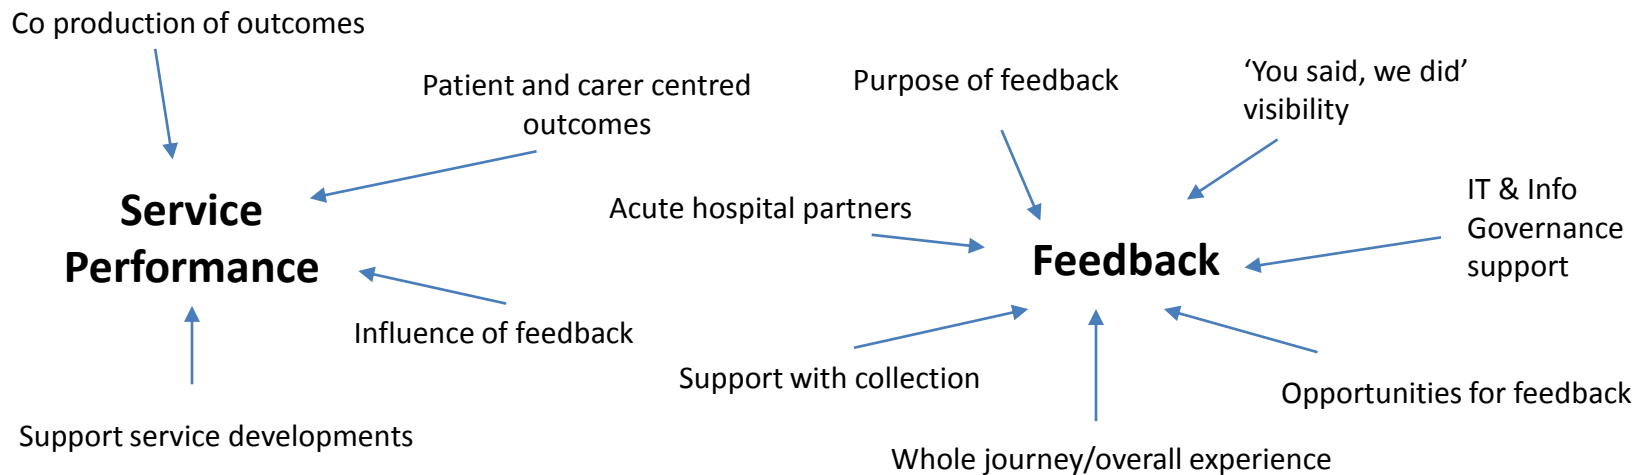 Co production of outcomes
Patient and carer centred
outcomes
Service
Performance
Influence of feedback
Support service developments
Purpose of feedback
‘You said, we did’
visibility
Acute hospital partners
IT & Info
Governance
support
Feedback
Support with collection
Opportunities for feedback
Whole journey/overall experience